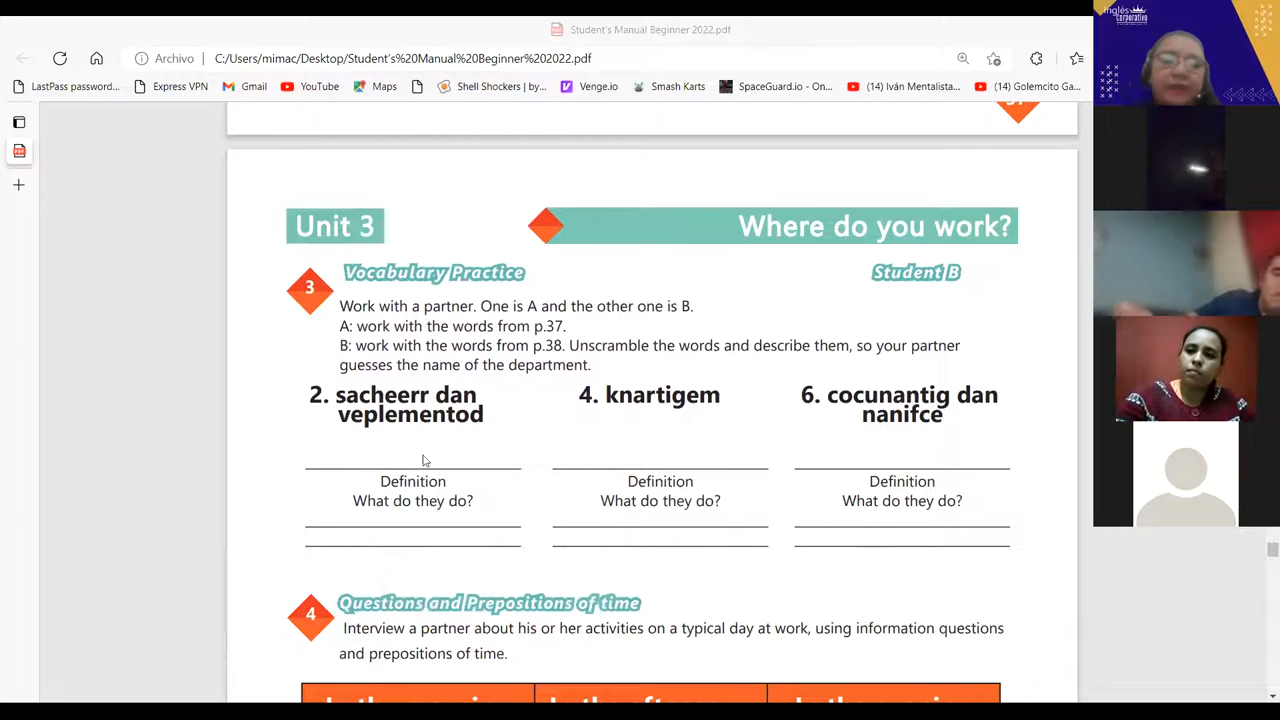 Student's Manual Beginner 2022.pdf
Archivo
C:/Users/mimac/Desktop/Student's%20Manual%20Beginner%202022.pdf
LastPass password...
Express VPN
Gmail
YouTube
Maps
Shell Shockers | by...
Venge.io
Smash Karts
SpaceGuard.io - On...
(14) Iván Mentalista...
(14) Golemcito Ga...
Inglés
Corporativo
Unit 3
Where do you work?
3
Vocabulary Practice
Student B
Work with a partner. One is A and the other one is B.
A: work with the words from p.37.
B: work with the words from p.38. Unscramble the words and describe them, so your partner
guesses the name of the department.
2. sacheerr dan
veplementod
4. knartigem
6. cocunantig dan
nanifce
Definition
What do they do?
Definition
What do they do?
Definition
What do they do?
4
Questions and Prepositions of time
Interview a partner about his or her activities on a typical day at work, using information questions
and prepositions of time.